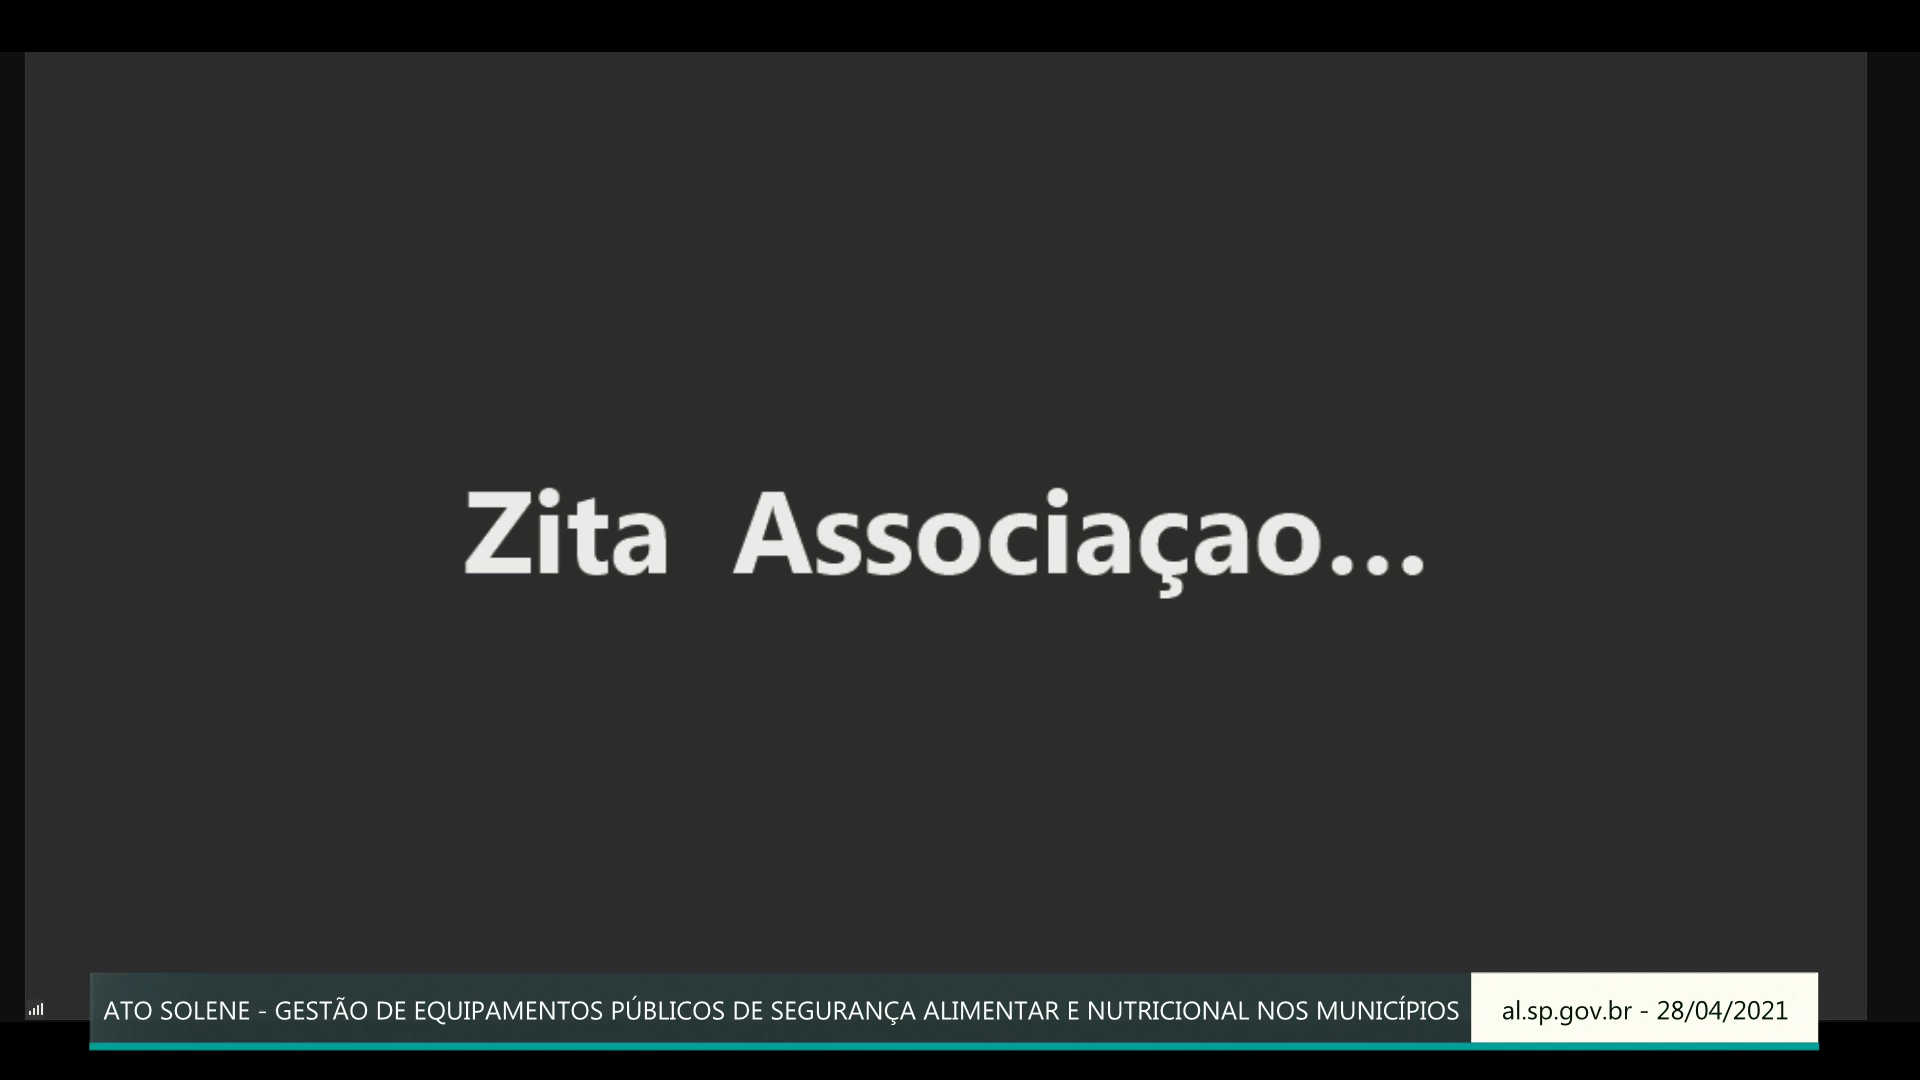 Zita Associaçao...
ATO SOLENE - GESTÃO DE EQUIPAMENTOS PÚBLICOS DE SEGURANÇA ALIMENTAR E NUTRICIONAL NOS MUNICÍPIOS
al.sp.gov.br - 28/04/2021